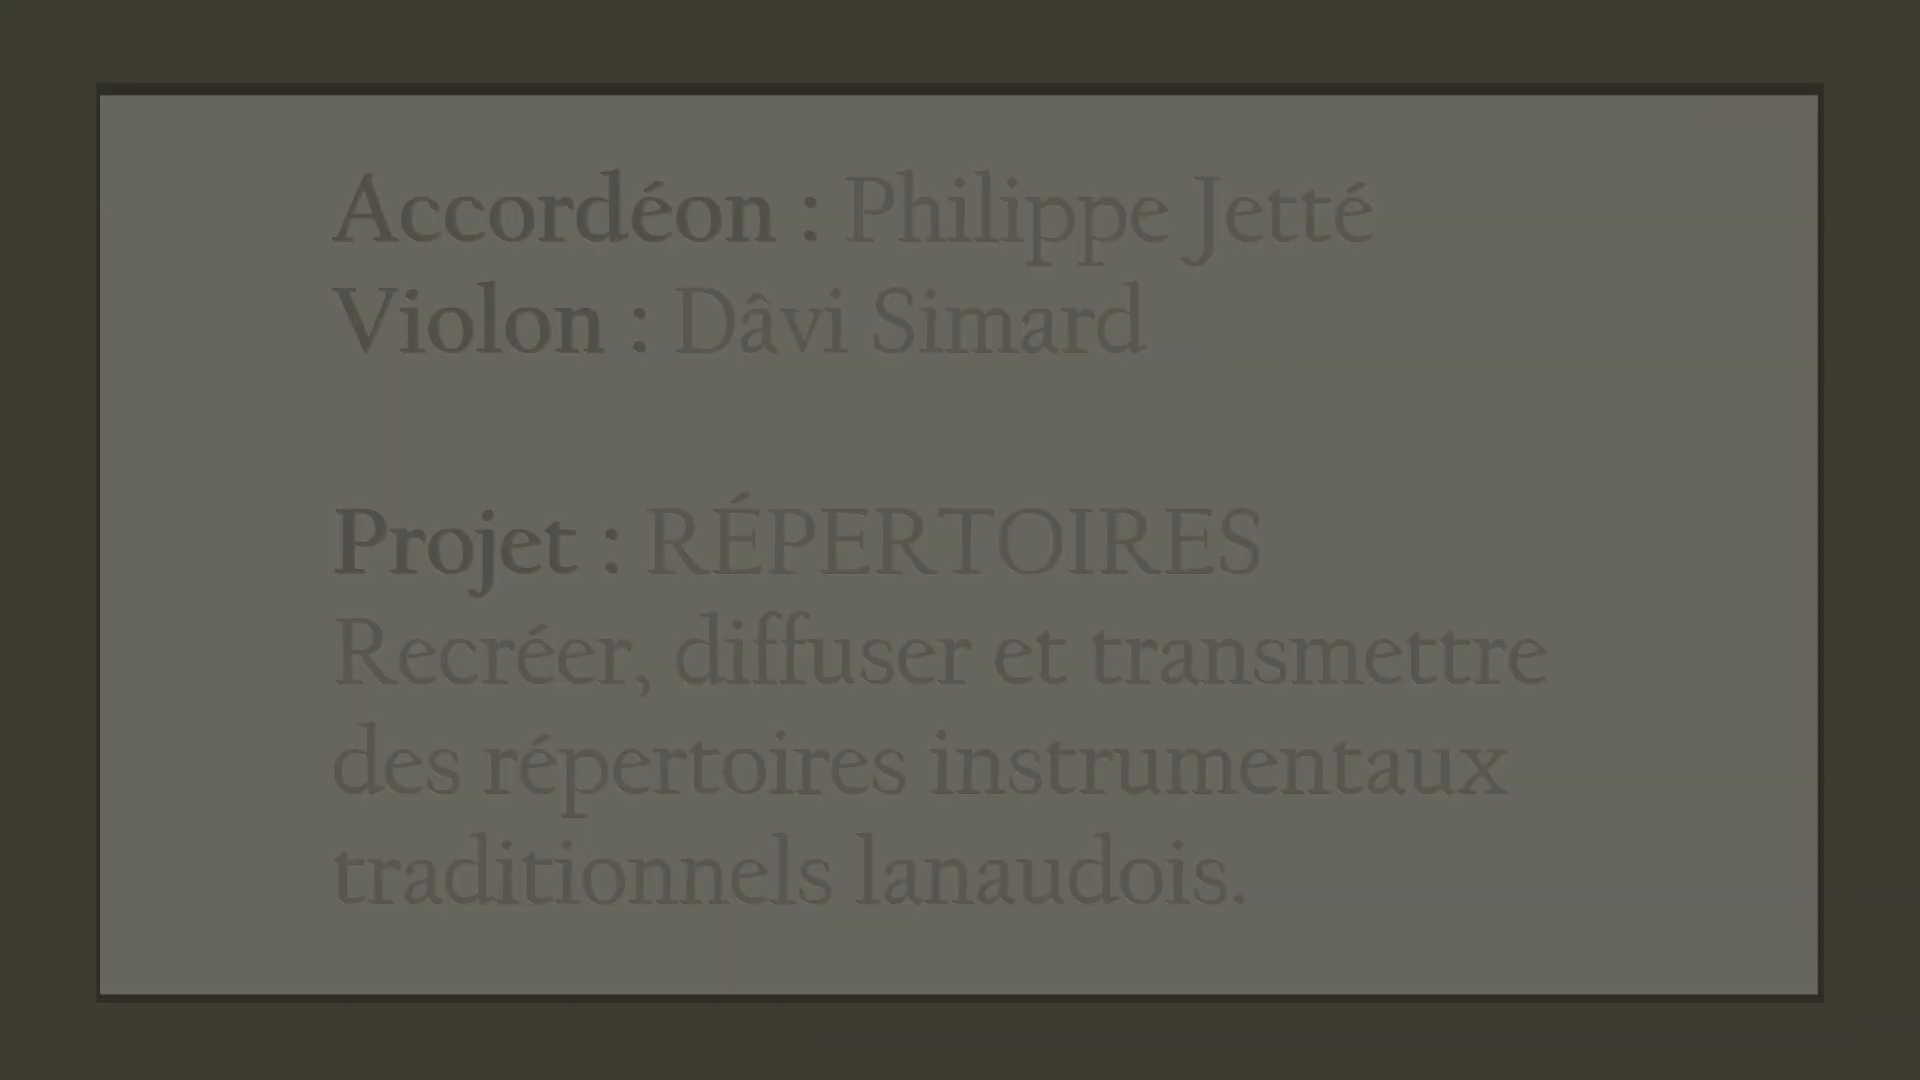 Accordéon : Philippe Jetté
Violon : Dâvi Simard
Projet : RÉPERTOIRES
Recréer, diffuser et transmettre
des répertoires instrumentaux
traditionnels lanaudois.